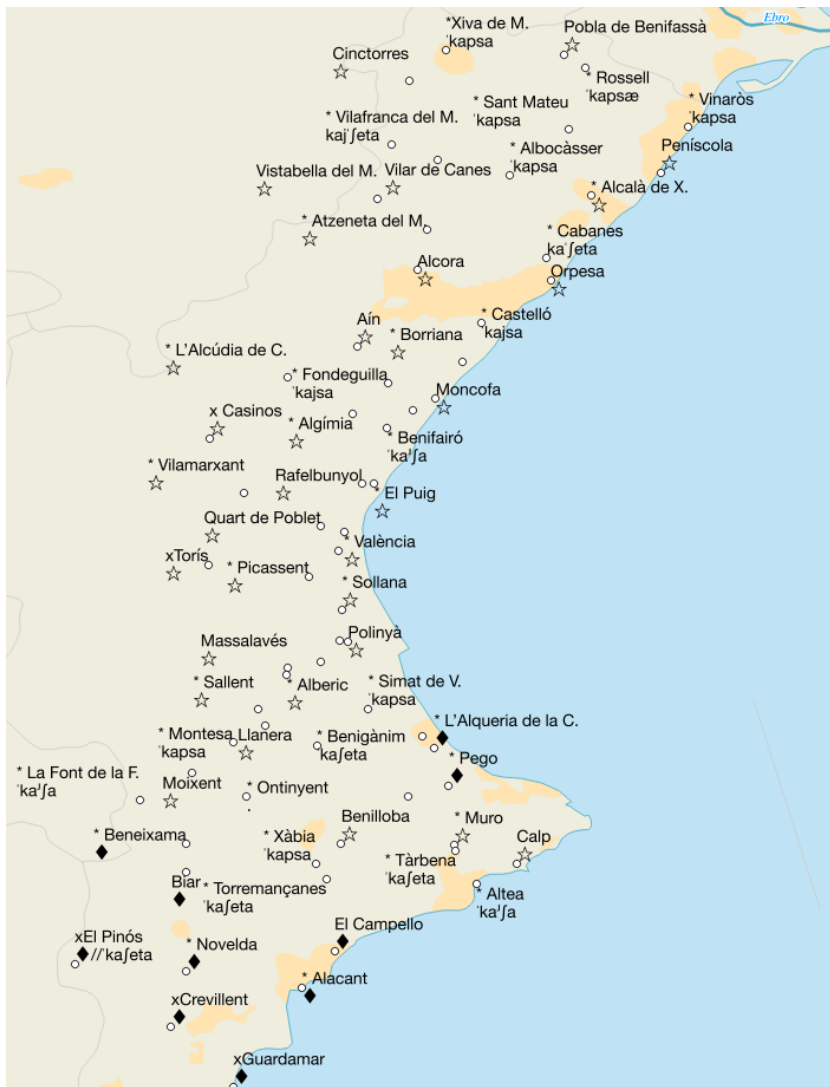 *Xiva de M.
ˈkapsa
Pobla de Benifassà
Ebro
Cinctorres
* Rossell
ˈkapsæ
* Sant Mateu
ˈkapsa
* Vinaròs
ˈkapsa
* Vilafranca del M.
kajˈʃeta
* Albocàsser
ˈkapsa
Peníscola
Vistabella del M.
Vilar de Canes
* Alcalà de X.
* Atzeneta del M.
* Cabanes
kaˈʃeta
Alcora
Orpesa
* Castelló
ˈkajsa
Aín
* Borriana
* L’Alcúdia de C.
* Fondeguilla
ˈkajsa
Moncofa
x Casinos
* Algímia
* Benifairó
ˈkaᴶʃa
* Vilamarxant
Rafelbunyol
* El Puig
Quart de Poblet
* València
xTorís
* Picassent
* Sollana
Polinyà
Massalavés
* Sallent
* Alberic
* Simat de V.
ˈkapsa
* L’Alqueria de la C.
* Montesa
ˈkapsa
Llanera
* Benigànim
ˈkaʃeta
* Pego
* La Font de la F.
ˈkaᴶʃa
Moixent
* Ontinyent
Benilloba
* Muro
* Beneixama
* Xàbia
ˈkapsa
Calp
* Tàrbena
ˈkaʃeta
Biar
* Torremançanes
ˈkaʃeta
* Altea
ˈkaᴶʃa
El Campello
xEl Pinós
//ˈkaʃeta
* Novelda
* Alacant
xCrevillent
xGuardamar